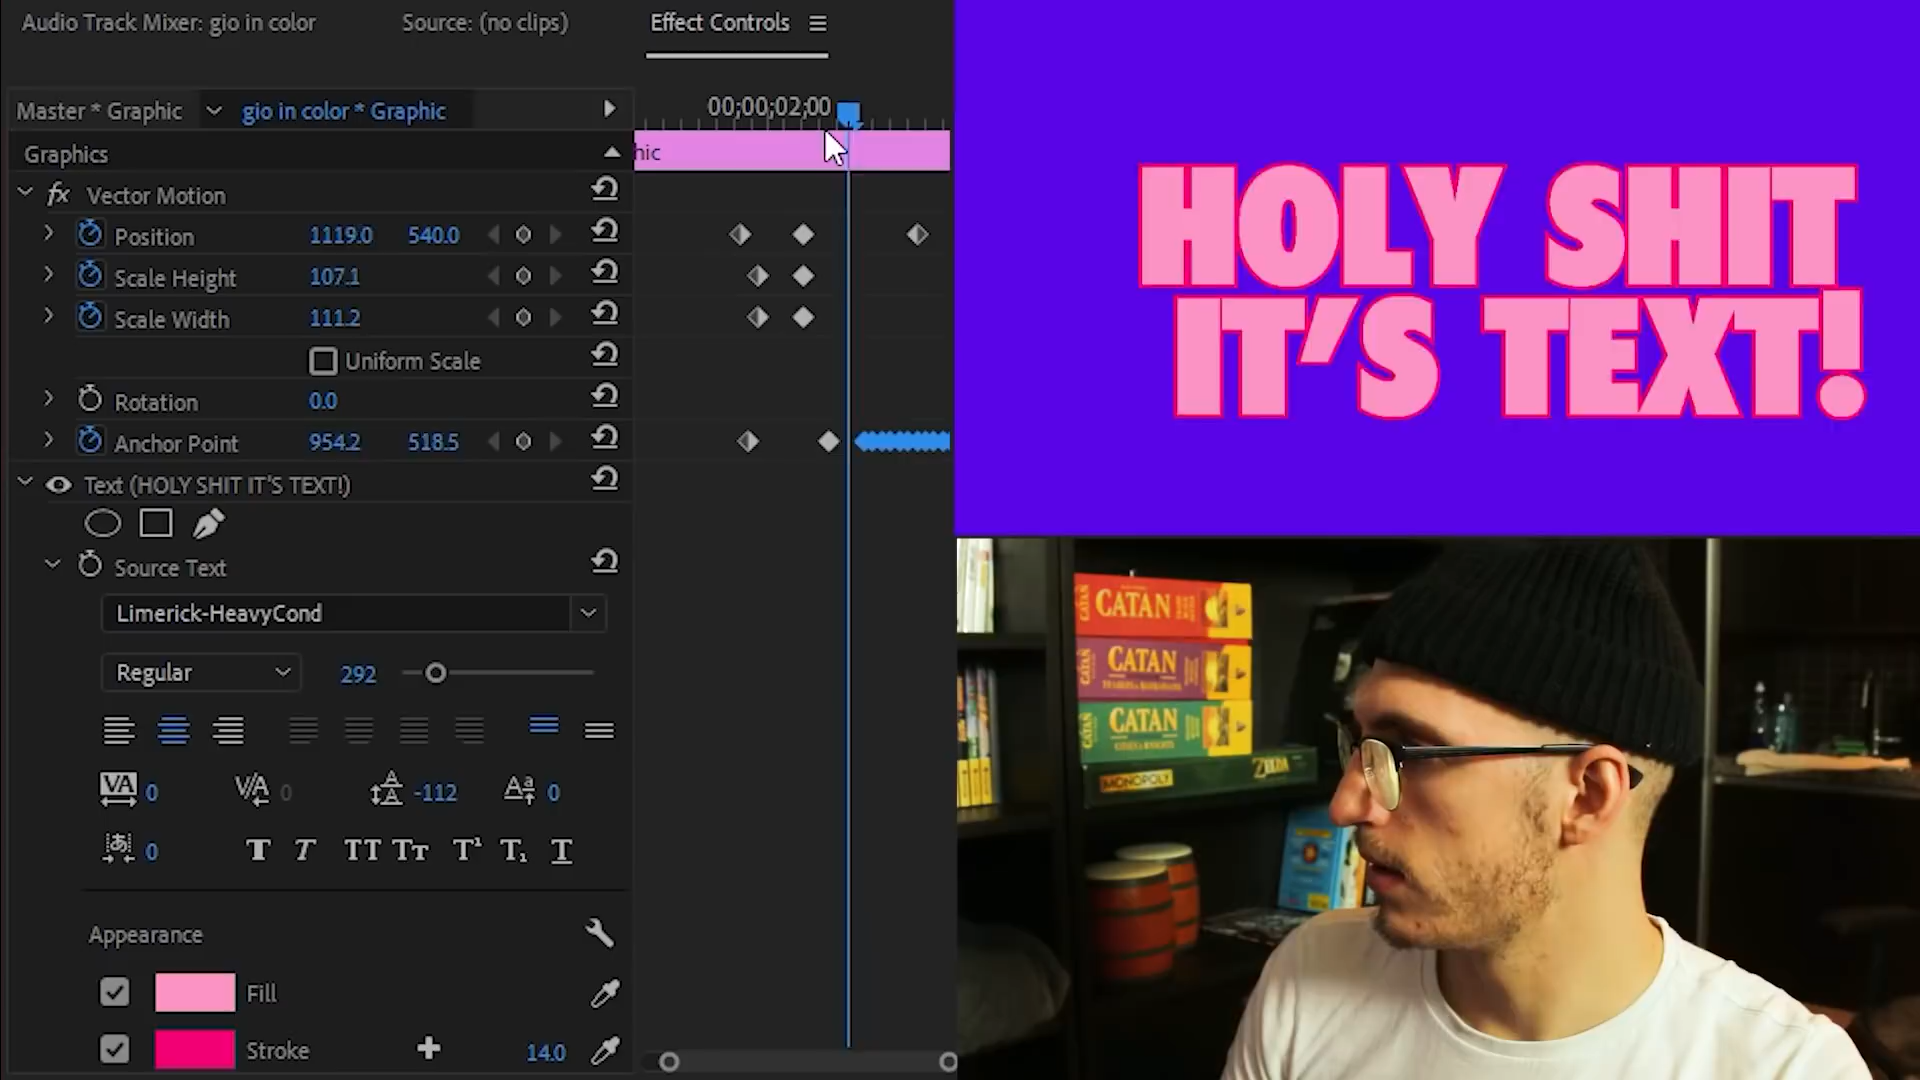 Audio Track Mixer: gio in color
Source: (no clips)
Effect Controls
Master * Graphic
gio in color * Graphic
00;00;02;00
Graphics
hic
Vector Motion
Position 1119.0 540.0
Scale Height 107.1
Scale Width 111.2
Uniform Scale
Rotation 0.0
Anchor Point 954.2 518.5
Text (HOLY SHIT IT'S TEXT!)
Source Text
Limerick-HeavyCond
Regular 292
0 0 -112 0
0
Appearance
Fill
Stroke 14.0
HOLY SHIT
IT'S TEXT!
CATAN
CATAN
CATAN
CATAN
CATAN
CATAN
MONOPOLY
ZELDA